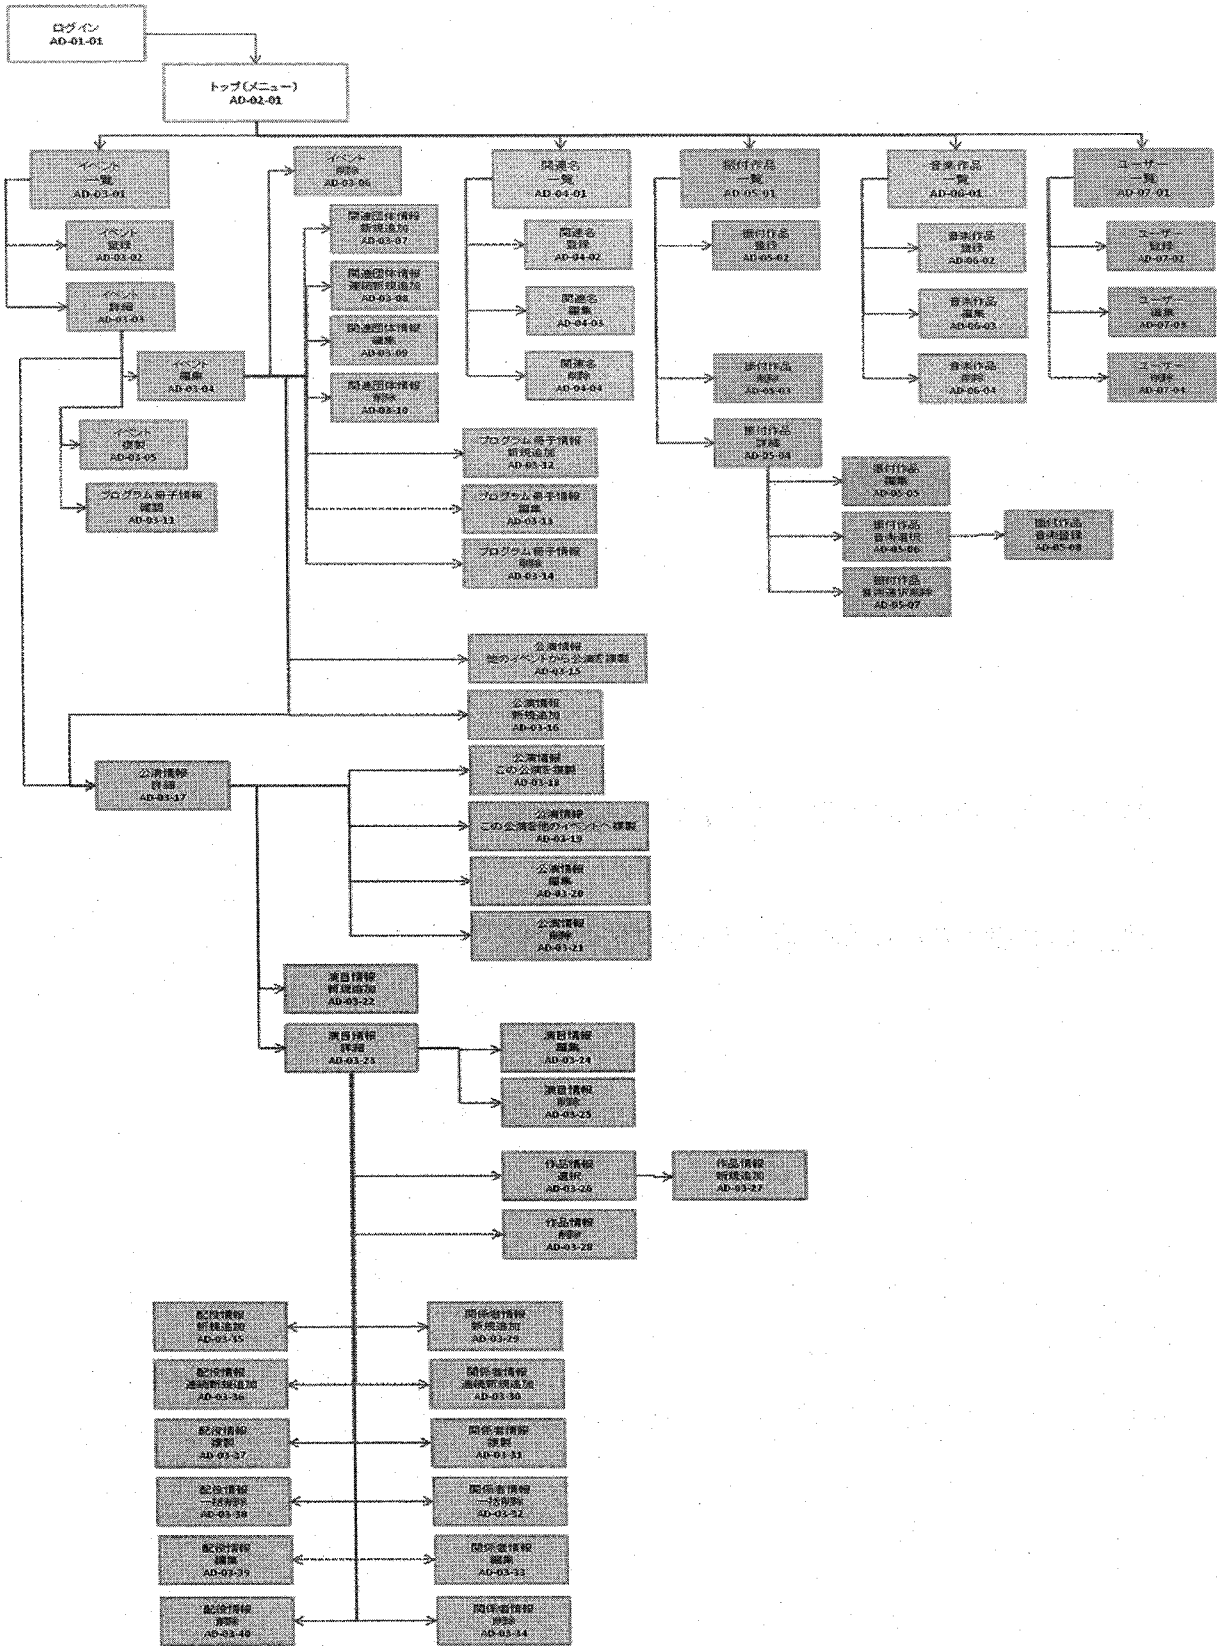 ログイン
AD-01-01
トップ(メニュー)
AD-02-01
イベント
一覧
AD-03-01
イベント
登録
AD-03-02
イベント
詳細
AD-03-03
イベント
編集
AD-03-04
イベント
複製
AD-03-05
プログラム冊子情報
確認
AD-03-11
イベント
削除
AD-03-06
関連団体情報
新規追加
AD-03-07
関連団体情報
連続新規追加
AD-03-08
関連団体情報
編集
AD-03-09
関連団体情報
削除
AD-03-10
プログラム冊子情報
新規追加
AD-03-12
プログラム冊子情報
編集
AD-03-13
プログラム冊子情報
削除
AD-03-14
関連名
一覧
AD-04-01
関連名
登録
AD-04-02
関連名
編集
AD-04-03
関連名
削除
AD-04-04
振付作品
一覧
AD-05-01
振付作品
登録
AD-05-02
振付作品
削除
AD-05-03
振付作品
詳細
AD-05-04
振付作品
編集
AD-05-05
振付作品
音楽選択
AD-05-06
振付作品
音楽選択削除
AD-05-07
振付作品
音楽登録
AD-05-08
音楽作品
一覧
AD-06-01
音楽作品
登録
AD-06-02
音楽作品
編集
AD-06-03
音楽作品
削除
AD-06-04
ユーザー
一覧
AD-07-01
ユーザー
登録
AD-07-02
ユーザー
編集
AD-07-03
ユーザー
削除
AD-07-04
公演情報
他のイベントから公演を複製
AD-03-15
公演情報
新規追加
AD-03-16
公演情報
詳細
AD-03-17
公演情報
この公演を複製
AD-03-18
公演情報
この公演を他のイベントへ複製
AD-03-19
公演情報
編集
AD-03-20
公演情報
削除
AD-03-21
演目情報
新規追加
AD-03-22
演目情報
詳細
AD-03-23
演目情報
編集
AD-03-24
演目情報
削除
AD-03-25
作品情報
選択
AD-03-26
作品情報
新規追加
AD-03-27
作品情報
削除
AD-03-28
配役情報
新規追加
AD-03-35
関係者情報
新規追加
AD-03-29
配役情報
連続新規追加
AD-03-36
関係者情報
連続新規追加
AD-03-30
配役情報
複製
AD-03-37
関係者情報
複製
AD-03-31
配役情報
一括削除
AD-03-38
関係者情報
一括削除
AD-03-32
配役情報
編集
AD-03-39
関係者情報
編集
AD-03-33
配役情報
削除
AD-03-40
関係者情報
削除
AD-03-34